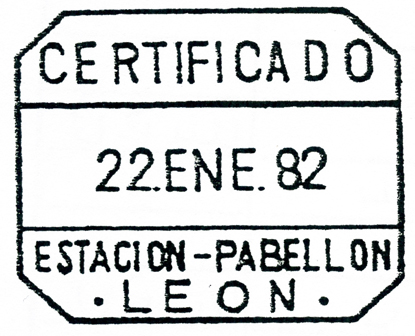 CERTIFICADO
22.ENE.82
ESTACION-PABELLON
·LEON·